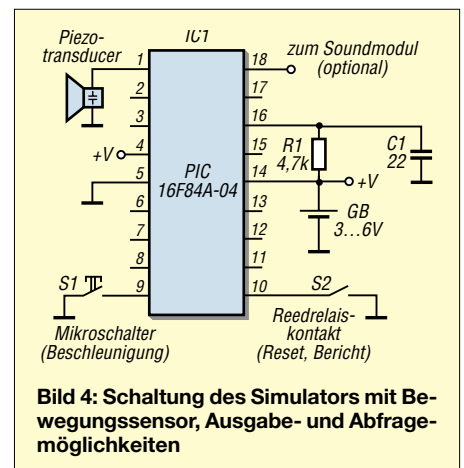 Piezo-
transducer
IC1
zum Soundmodul
(optional)
1
18
2
17
3
16
+V
4
15
R1
4,7k
C1
22
5
PIC
16F84A-04
14
+V
6
13
GB
3...6V
7
12
8
11
S1
9
10
S2
Mikroschalter
(Beschleunigung)
Reedrelais-
kontakt
(Reset, Bericht)
Bild 4: Schaltung des Simulators mit Be-
wegungssensor, Ausgabe- und Abfrage-
möglichkeiten